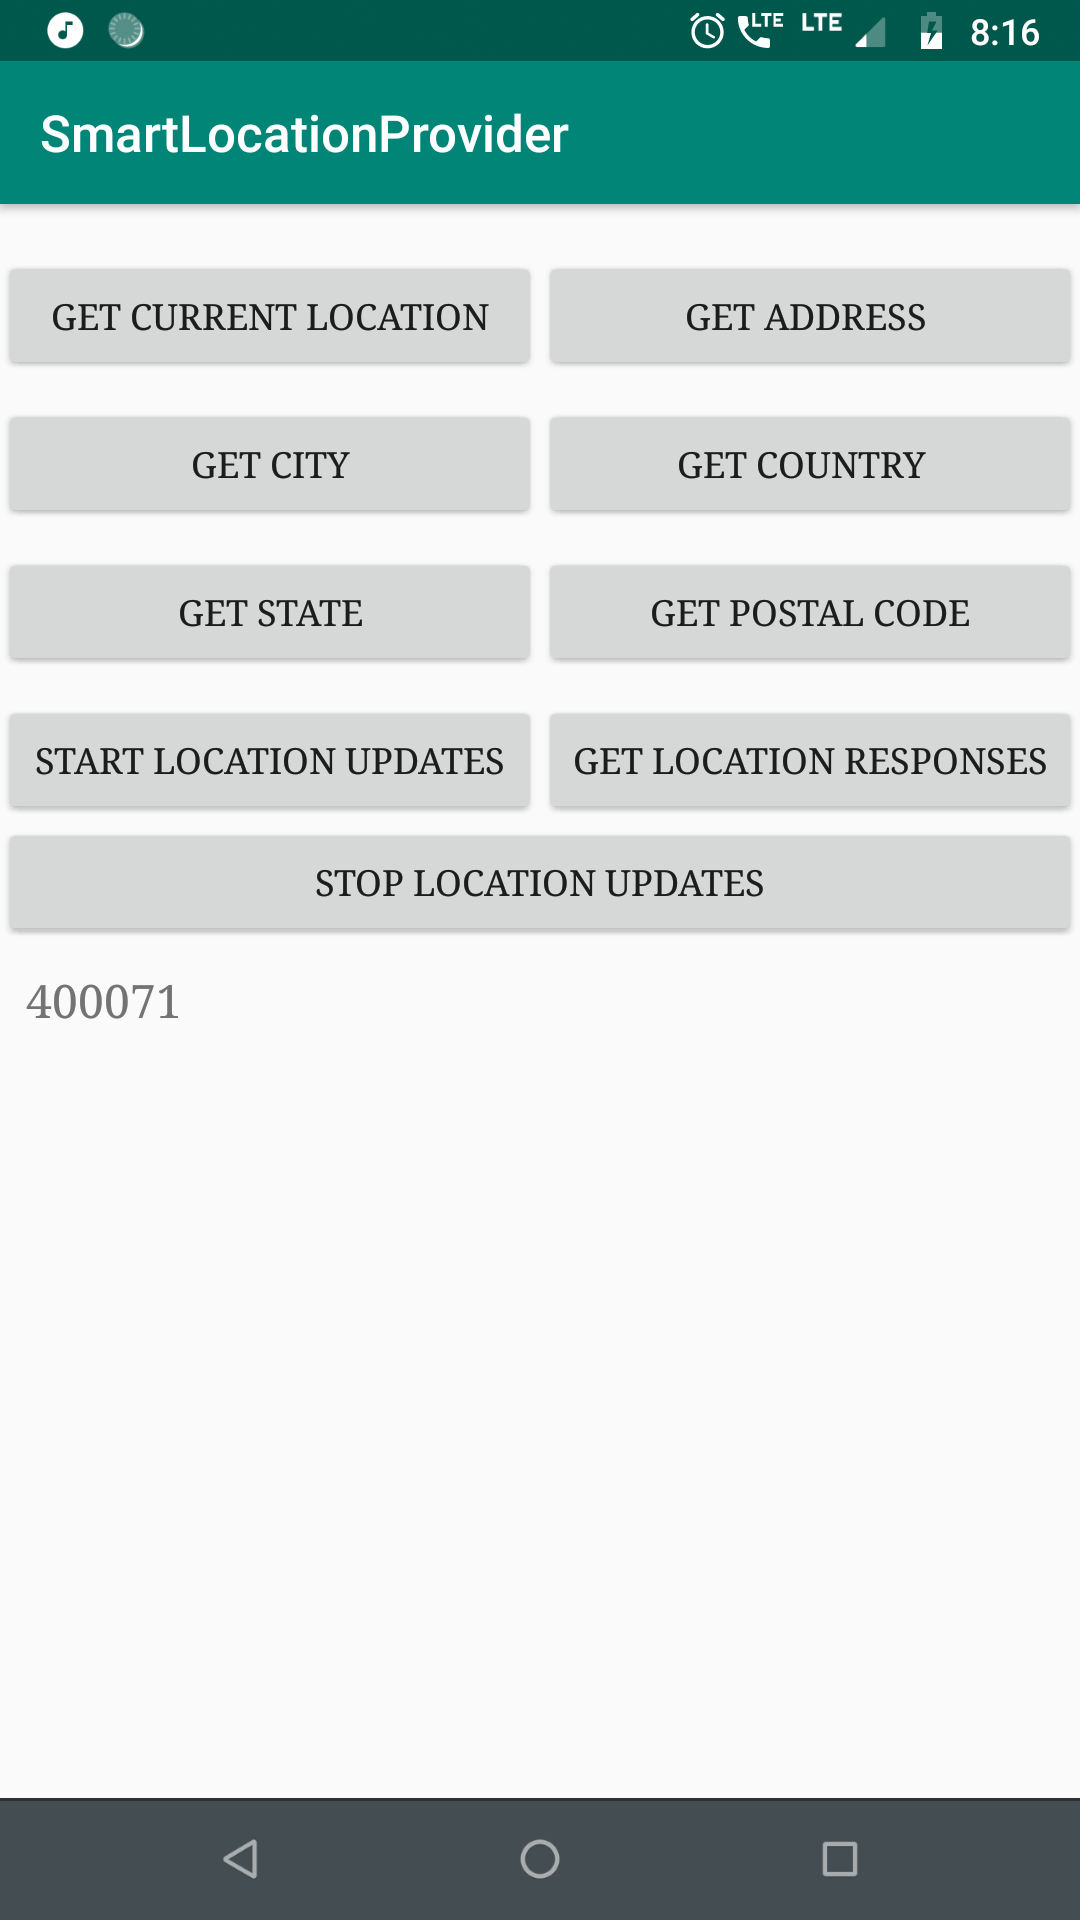 LTE LTE 8:16
SmartLocationProvider
GET CURRENT LOCATION GET ADDRESS
GET CITY GET COUNTRY
GET STATE GET POSTAL CODE
START LOCATION UPDATES GET LOCATION RESPONSES
STOP LOCATION UPDATES
400071